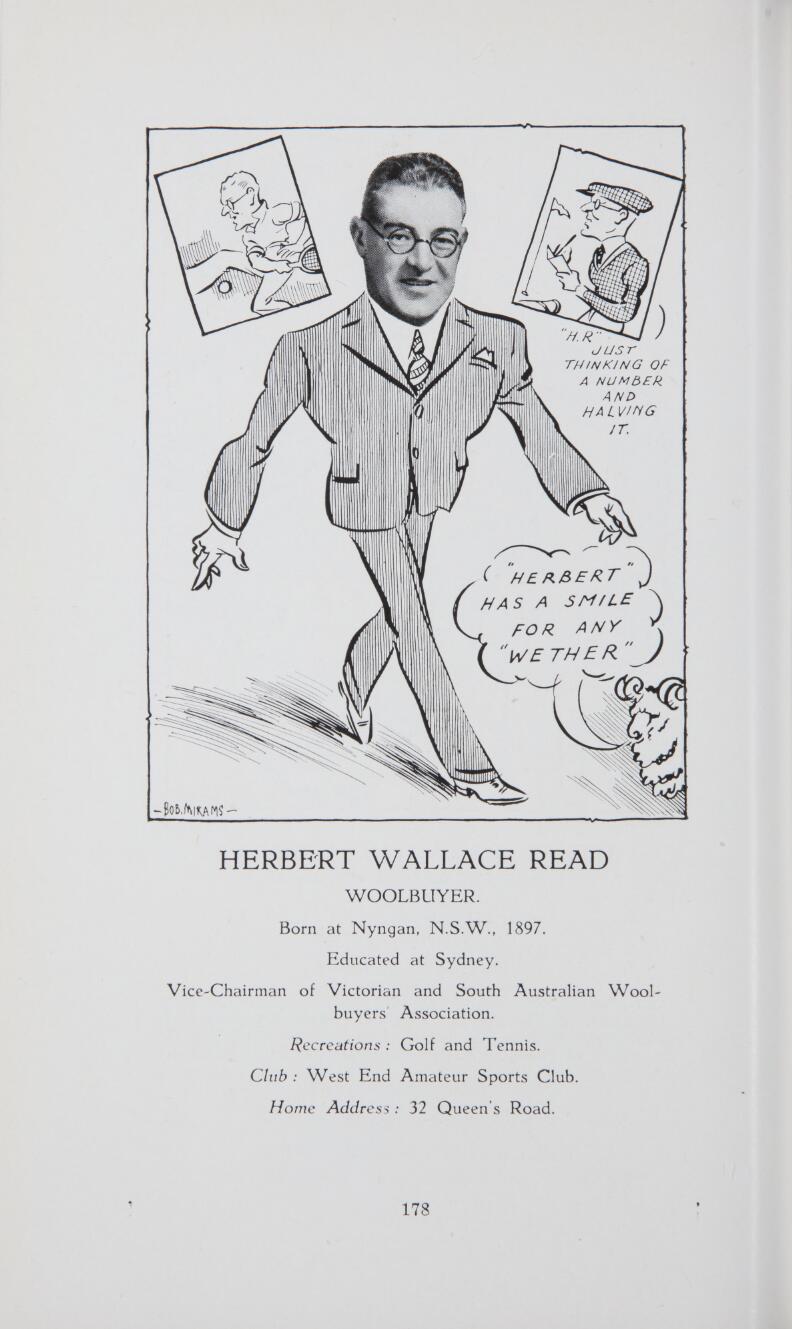 "H.R"
JUST
THINKING OF
A NUMBER
AND
HALVING
IT.
"HERBERT"
HAS A SMILE
FOR ANY
"WETHER"
-BOB.MIRAMS-
HERBERT WALLACE READ
WOOLBUYER.
Born at Nyngan, N.S.W., 1897.
Educated at Sydney.
Vice-Chairman of Victorian and South Australian Wool-
buyers' Association.
Recreations : Golf and Tennis.
Club : West End Amateur Sports Club.
Home Address : 32 Queen's Road.
178